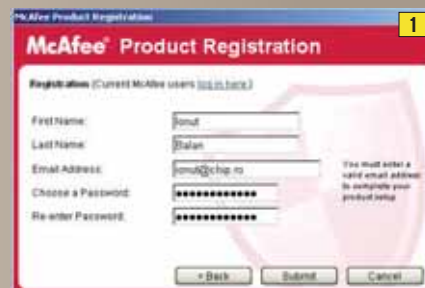 McAfee Product Registration
1
McAfee® Product Registration
Registration (Current McAfee users log in here.)
First Name:
Ionut
Last Name:
Balan
Email Address:
ionut@chip.ro
You must enter a
valid email address
to complete your
product setup
Choose a Password:
Re-enter Password:
< Back
Submit
Cancel